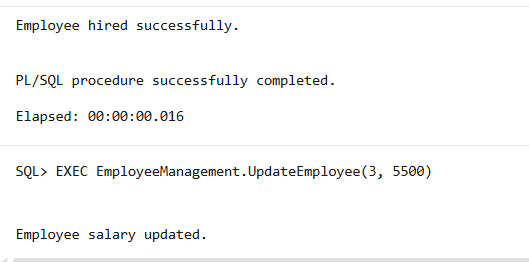 Employee hired successfully.
PL/SQL procedure successfully completed.
Elapsed: 00:00:00.016
SQL> EXEC EmployeeManagement.UpdateEmployee(3, 5500)
Employee salary updated.